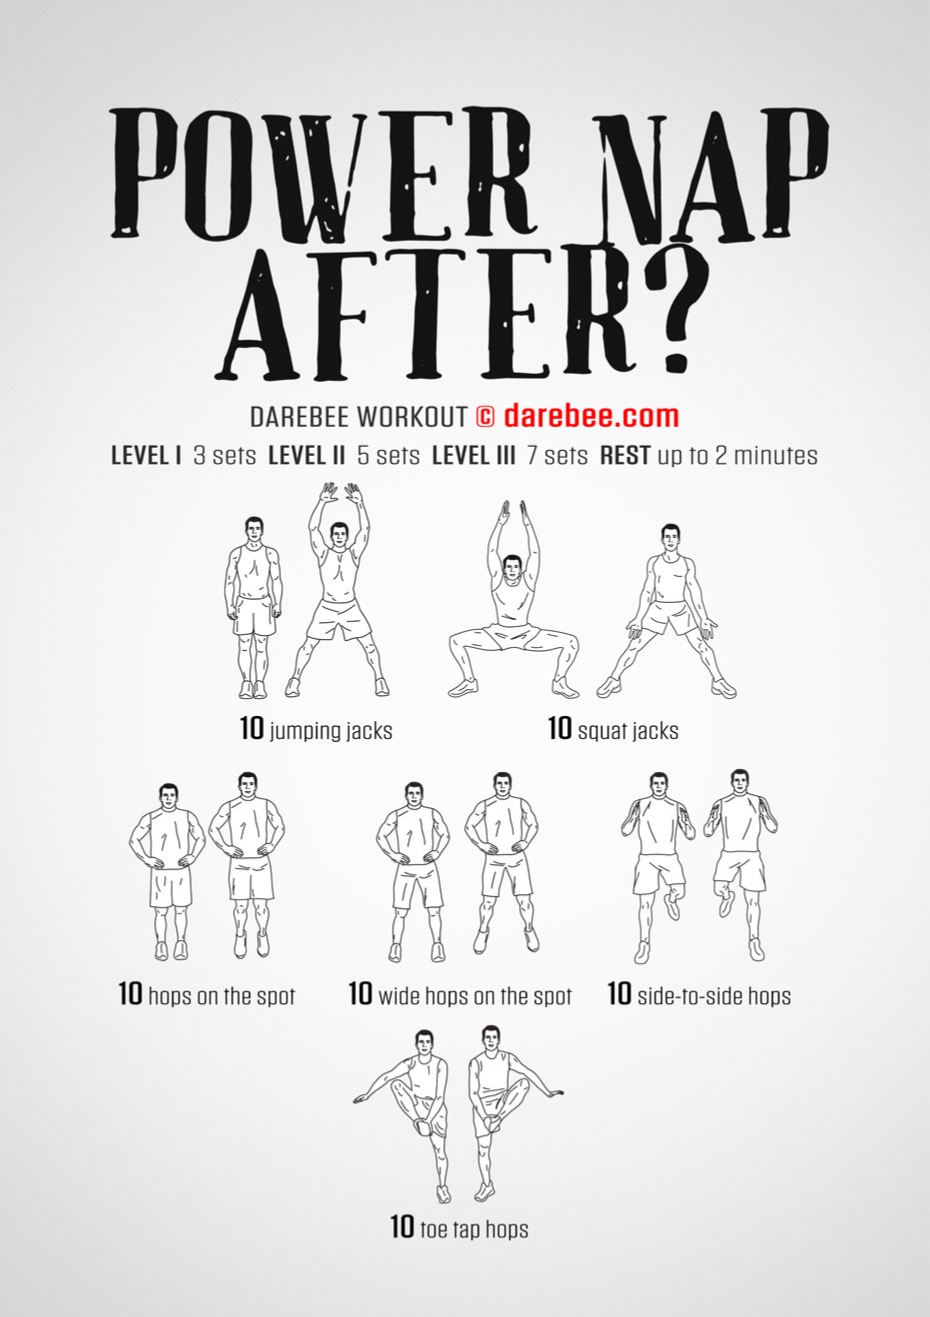 POWER NAP
AFTER?
DAREBEE WORKOUT © darebee.com
LEVEL I 3 sets LEVEL II 5 sets LEVEL III 7 sets REST up to 2 minutes
10 jumping jacks
10 squat jacks
10 hops on the spot
10 wide hops on the spot
10 side-to-side hops
10 toe tap hops